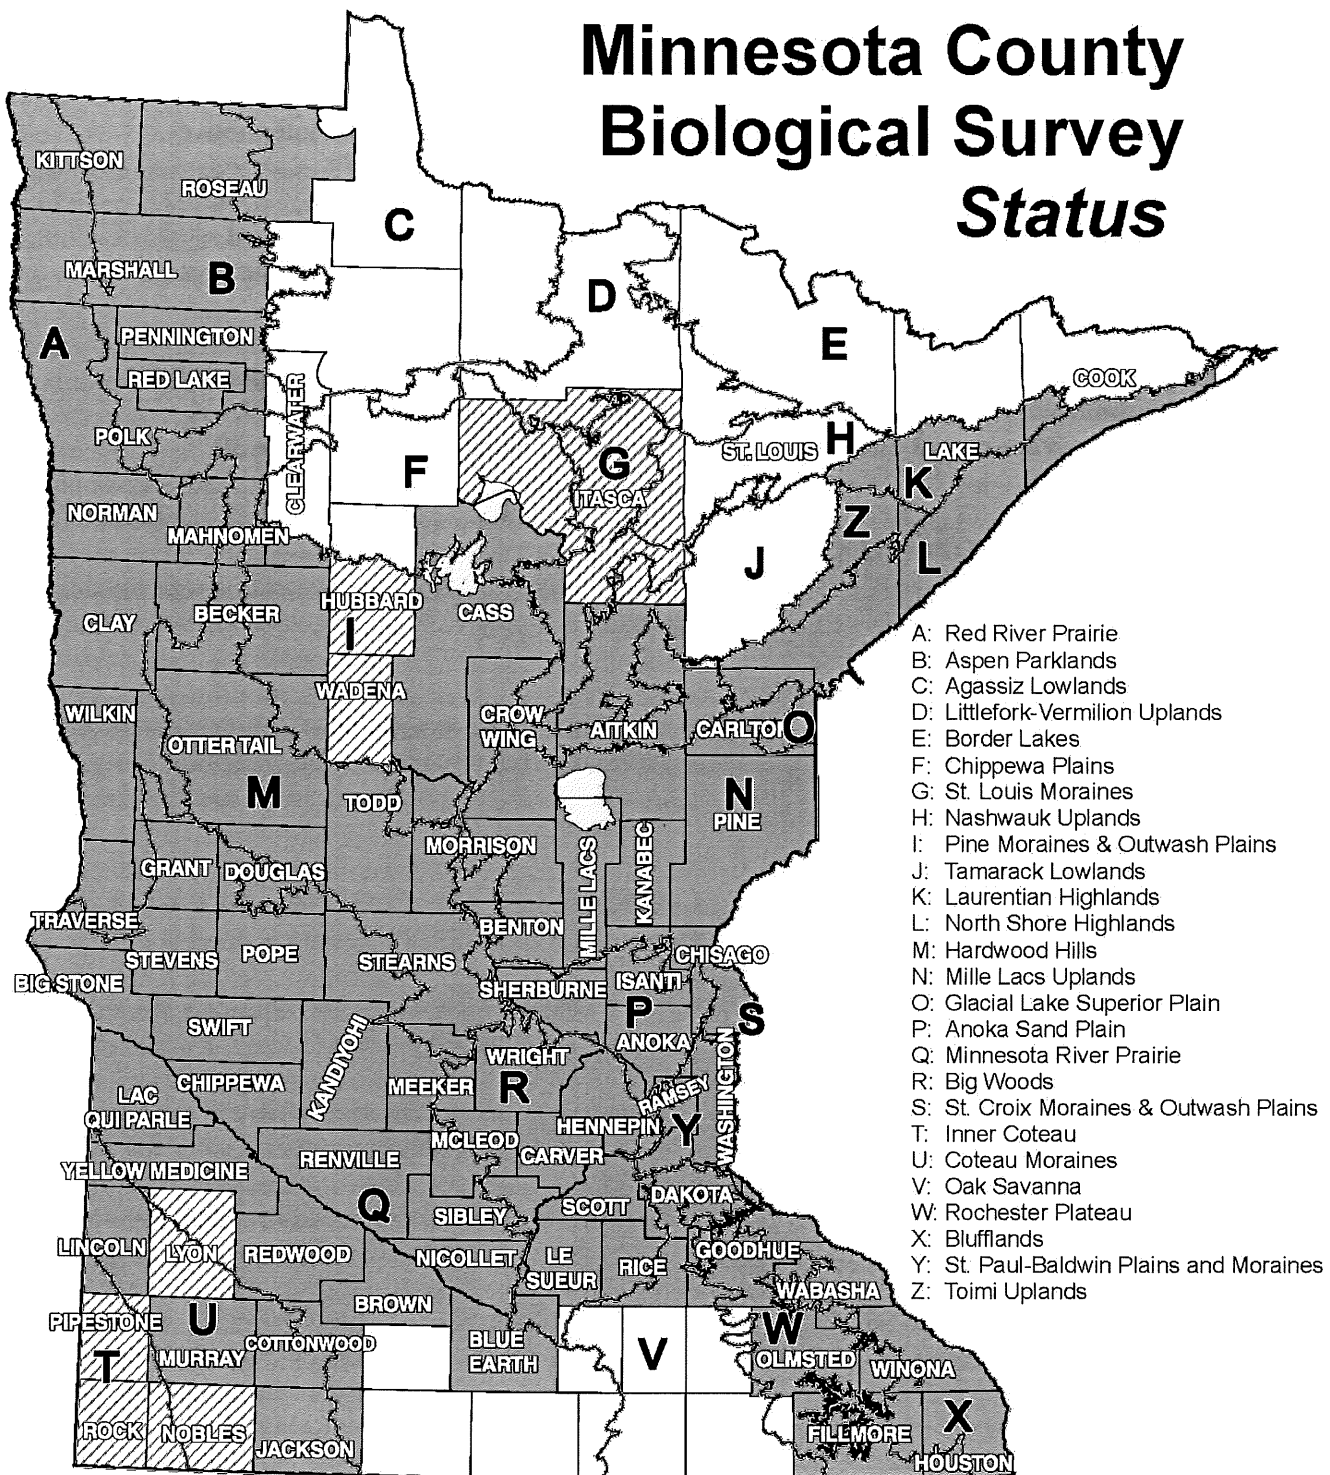 Minnesota County
Biological Survey
Status
KITTSON
ROSEAU
C
MARSHALL
B
D
A
PENNINGTON
E
RED LAKE
COOK
CLEARWATER
POLK
H
LAKE
ST. LOUIS
F
G
K
ITASCA
NORMAN
MAHNOMEN
Z
J
L
HUBBARD
CASS
BECKER
CLAY
I
WADENA
WILKIN
CROW
WING
AITKIN
CARLTON
O
OTTER TAIL
M
TODD
N
PINE
MORRISON
GRANT
DOUGLAS
MILLE LACS
KANABEC
TRAVERSE
BENTON
STEVENS
POPE
STEARNS
CHISAGO
BIG STONE
SHERBURNE
ISANTI
P
S
SWIFT
ANOKA
KANDIYOHI
WRIGHT
CHIPPEWA
MEEKER
R
RAMSEY
WASHINGTON
LAC
QUI PARLE
HENNEPIN
Y
MCLEOD
CARVER
RENVILLE
YELLOW MEDICINE
Q
SCOTT
DAKOTA
SIBLEY
LINCOLN
LYON
REDWOOD
NICOLLET
LE
SUEUR
RICE
GOODHUE
WABASHA
BROWN
PIPESTONE
U
COTTONWOOD
BLUE
EARTH
V
W
T
MURRAY
OLMSTED
WINONA
ROCK
NOBLES
JACKSON
FILLMORE
X
HOUSTON
A: Red River Prairie
B: Aspen Parklands
C: Agassiz Lowlands
D: Littlefork-Vermilion Uplands
E: Border Lakes
F: Chippewa Plains
G: St. Louis Moraines
H: Nashwauk Uplands
I: Pine Moraines & Outwash Plains
J: Tamarack Lowlands
K: Laurentian Highlands
L: North Shore Highlands
M: Hardwood Hills
N: Mille Lacs Uplands
O: Glacial Lake Superior Plain
P: Anoka Sand Plain
Q: Minnesota River Prairie
R: Big Woods
S: St. Croix Moraines & Outwash Plains
T: Inner Coteau
U: Coteau Moraines
V: Oak Savanna
W: Rochester Plateau
X: Blufflands
Y: St. Paul-Baldwin Plains and Moraines
Z: Toimi Uplands